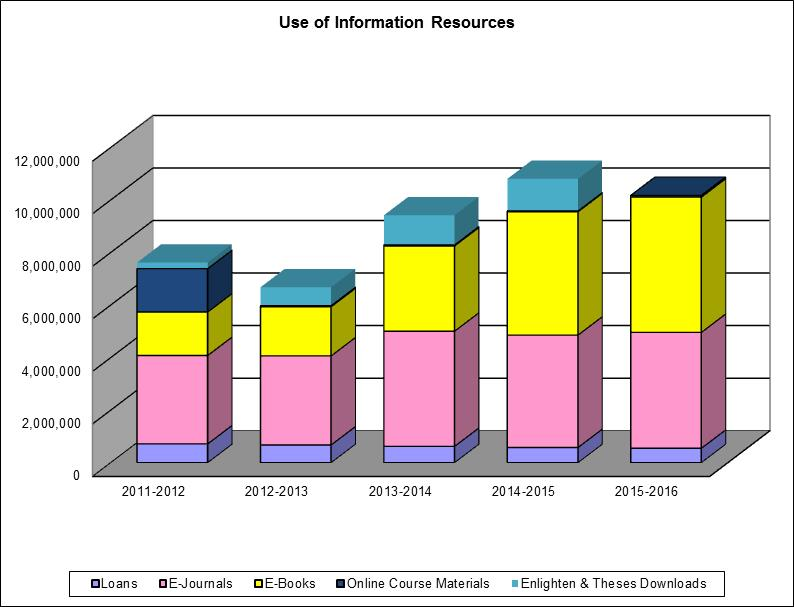 Use of Information Resources
12,000,000
10,000,000
8,000,000
6,000,000
4,000,000
2,000,000
0
2011-2012 2012-2013 2013-2014 2014-2015 2015-2016
Loans E-Journals E-Books Online Course Materials Enlighten & Theses Downloads